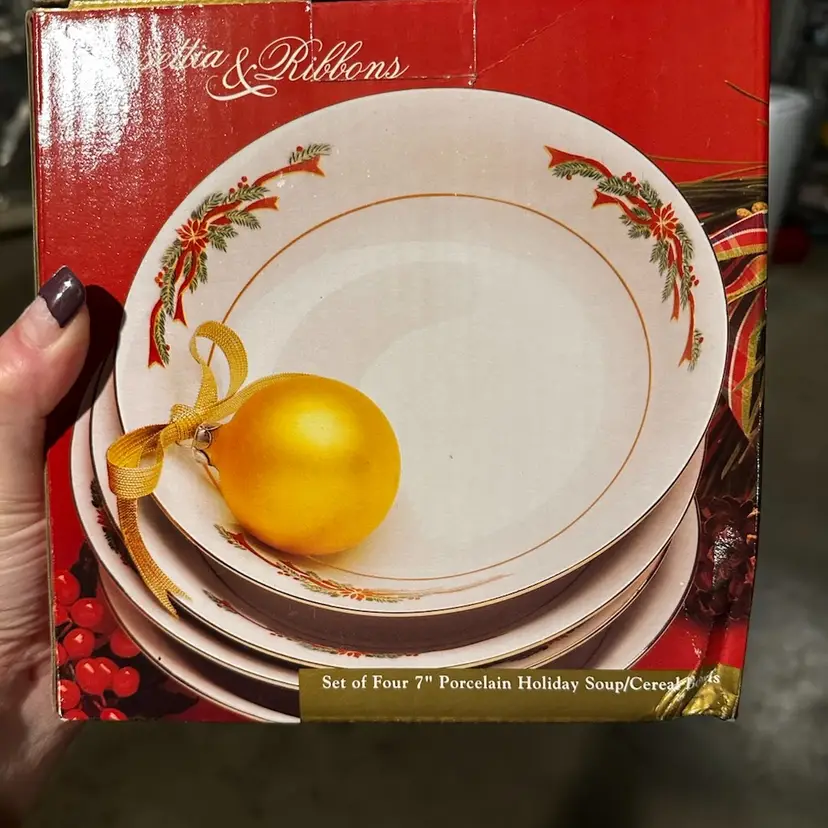 settia & Ribbons
Set of Four 7" Porcelain Holiday Soup/Cereal